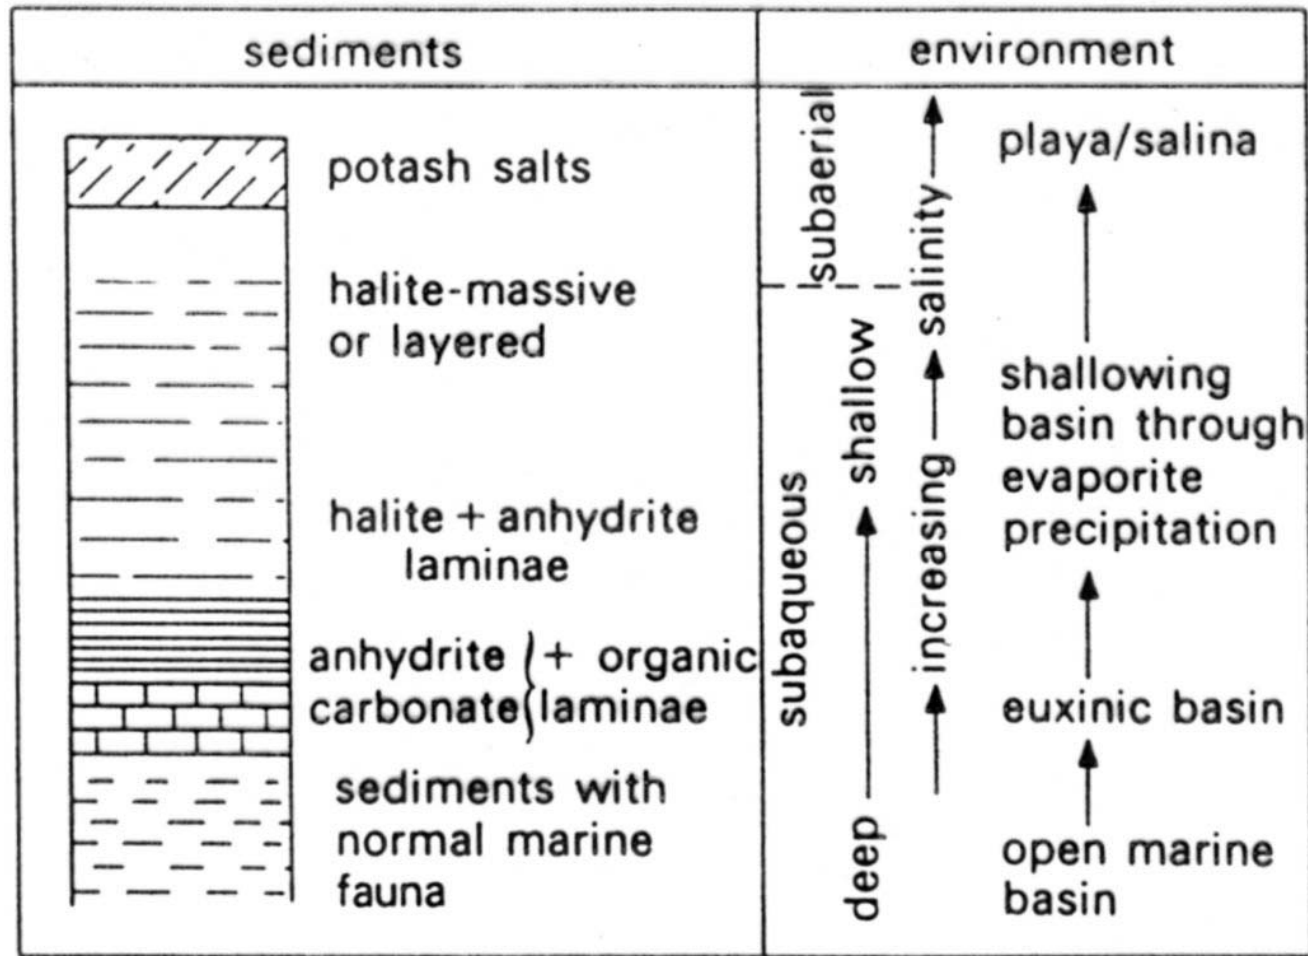 sediments
environment
potash salts
halite-massive
or layered
halite + anhydrite
laminae
anhydrite + organic
carbonate laminae
sediments with
normal marine
fauna
subaerial
subaqueous
deep
shallow
increasing
salinity
playa/salina
shallowing
basin through
evaporite
precipitation
euxinic basin
open marine
basin